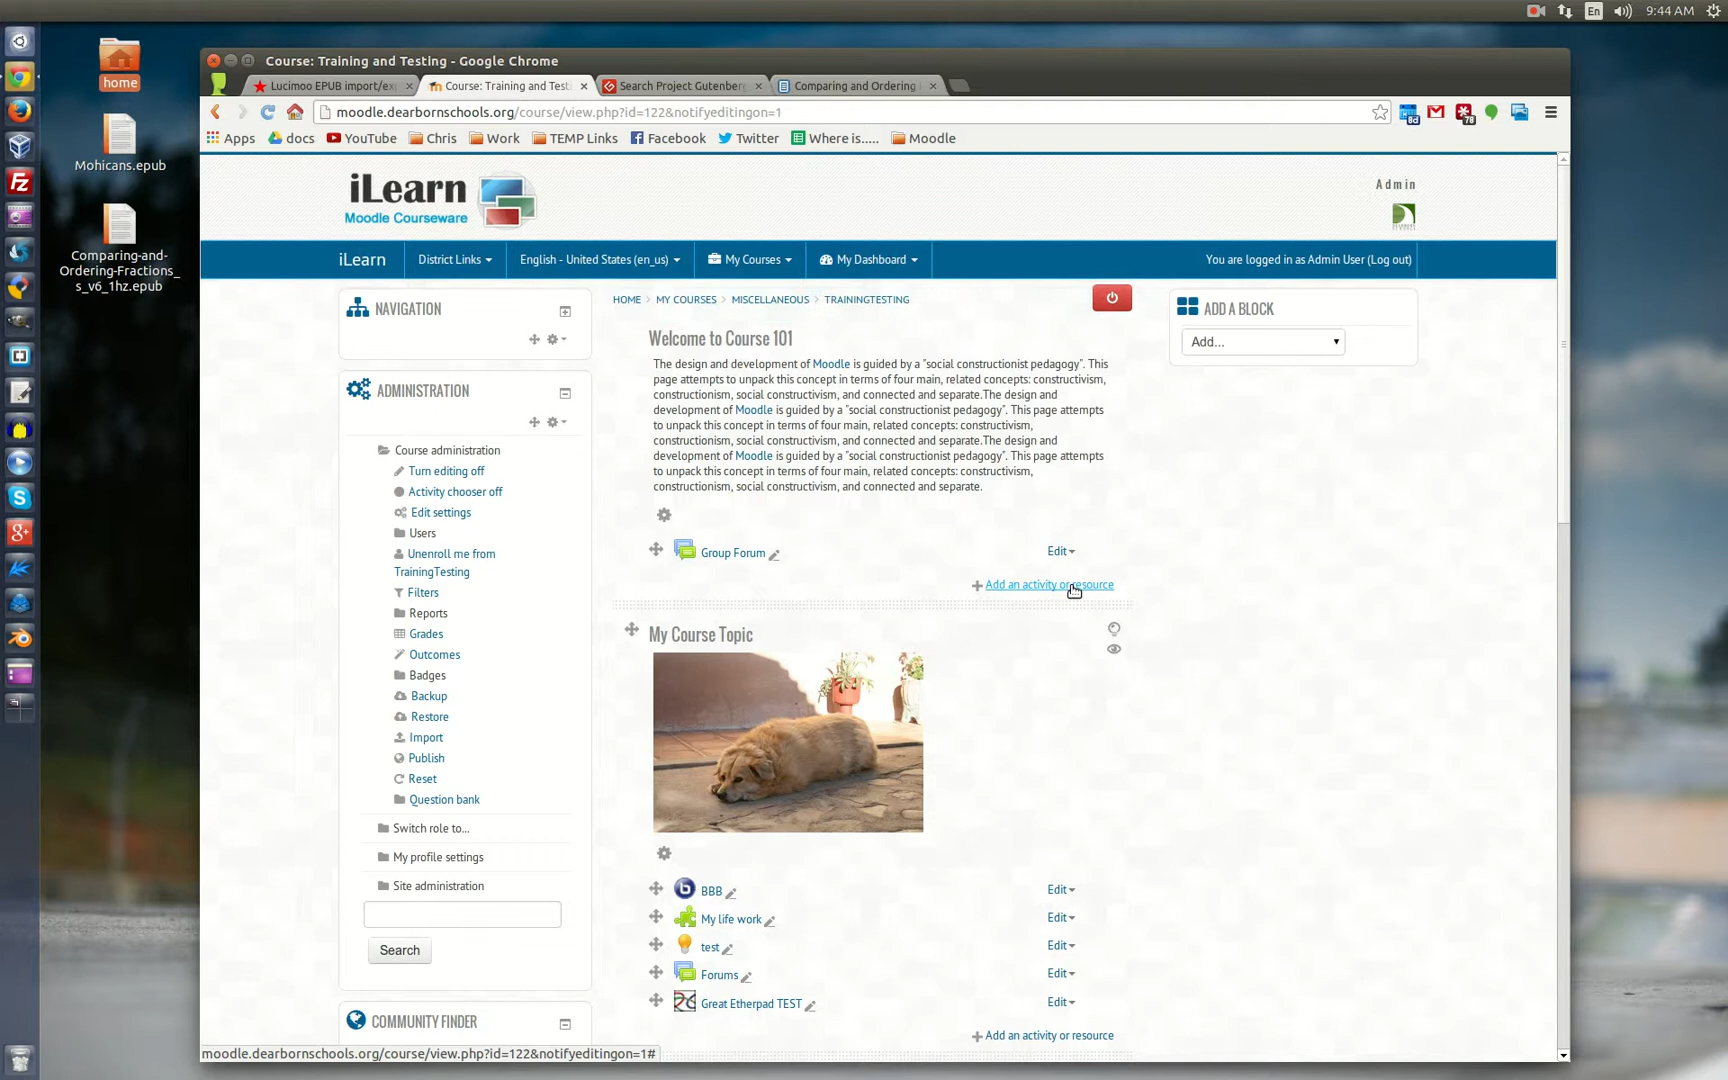 En
9:44 AM
home
Mohicans.epub
Comparing-and-
Ordering-Fractions_
s_v6_1hz.epub
Course: Training and Testing - Google Chrome
Lucimoo EPUB import/ex
Course: Training and Test
Search Project Gutenber
Comparing and Ordering
moodle.dearbornschools.org/course/view.php?id=122&notifyeditingon=1
8d
78
Apps
docs
YouTube
Chris
Work
TEMP Links
Facebook
Twitter
Where is.....
Moodle
iLearn
Moodle Courseware
Admin
iLearn
District Links
English - United States (en_us)
My Courses
My Dashboard
You are logged in as Admin User (Log out)
NAVIGATION
HOME
MY COURSES
MISCELLANEOUS
TRAININGTESTING
ADD A BLOCK
Add...
Welcome to Course 101
The design and development of Moodle is guided by a "social constructionist pedagogy". This
page attempts to unpack this concept in terms of four main, related concepts: constructivism,
constructionism, social constructivism, and connected and separate.The design and
development of Moodle is guided by a "social constructionist pedagogy". This page attempts
to unpack this concept in terms of four main, related concepts: constructivism,
constructionism, social constructivism, and connected and separate.The design and
development of Moodle is guided by a "social constructionist pedagogy". This page attempts
to unpack this concept in terms of four main, related concepts: constructivism,
constructionism, social constructivism, and connected and separate.
ADMINISTRATION
Course administration
Turn editing off
Activity chooser off
Edit settings
Users
Unenroll me from
TrainingTesting
Filters
Reports
Grades
Outcomes
Badges
Backup
Restore
Import
Publish
Reset
Question bank
Switch role to...
My profile settings
Site administration
Search
COMMUNITY FINDER
Group Forum
Edit
Add an activity or resource
My Course Topic
BBB
Edit
My life work
Edit
test
Edit
Forums
Edit
Great Etherpad TEST
Edit
Add an activity or resource
moodle.dearbornschools.org/course/view.php?id=122&notifyeditingon=1#